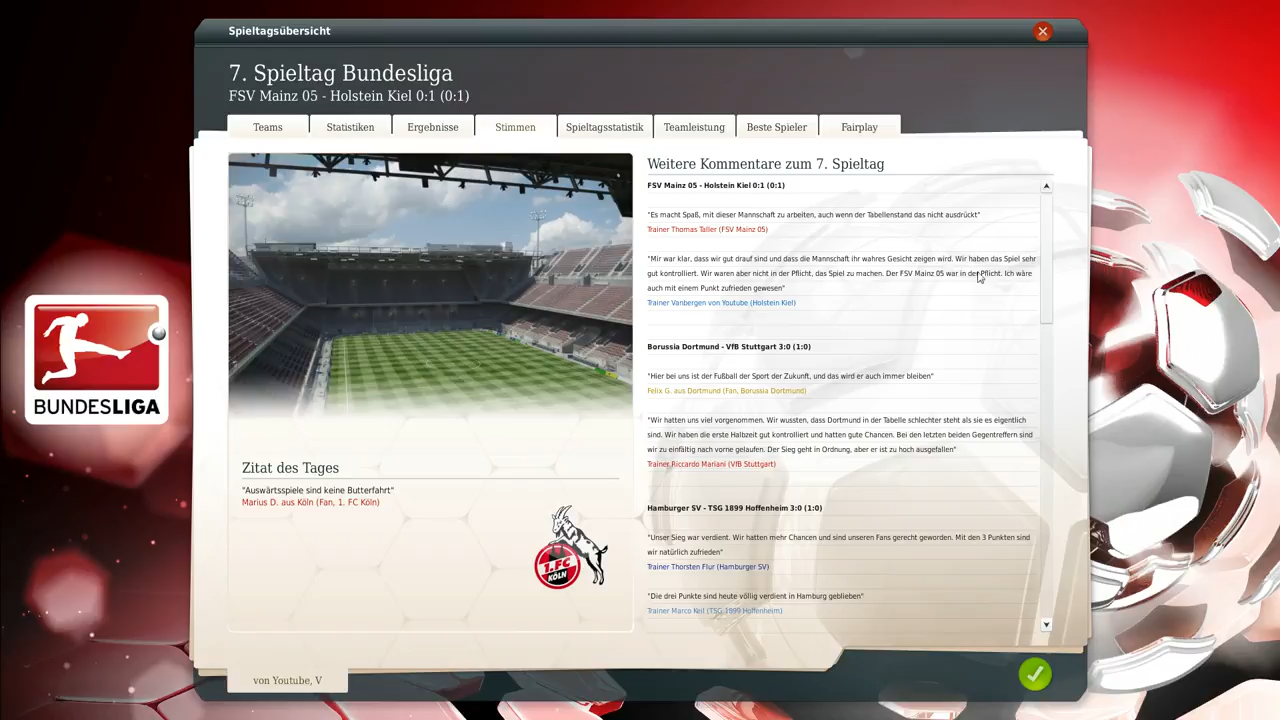 Spieltagsübersicht
7. Spieltag Bundesliga
FSV Mainz 05 - Holstein Kiel 0:1 (0:1)
Teams
Statistiken
Ergebnisse
Stimmen
Spieltagsstatistik
Teamleistung
Beste Spieler
Fairplay
Weitere Kommentare zum 7. Spieltag
FSV Mainz 05 - Holstein Kiel 0:1 (0:1)
"Es macht Spaß, mit dieser Mannschaft zu arbeiten, auch wenn der Tabellenstand das nicht ausdrückt"
Trainer Thomas Taller (FSV Mainz 05)
"Mir war klar, dass wir gut drauf sind und dass die Mannschaft ihr wahres Gesicht zeigen wird. Wir haben das Spiel sehr
gut kontrolliert. Wir waren aber nicht in der Pflicht, das Spiel zu machen. Der FSV Mainz 05 war in der Pflicht. Ich wäre
auch mit einem Punkt zufrieden gewesen"
Trainer Vanbergen von Youtube (Holstein Kiel)
Borussia Dortmund - VfB Stuttgart 3:0 (1:0)
"Hier bei uns ist der Fußball der Sport der Zukunft, und das wird er auch immer bleiben"
Felix G. aus Dortmund (Fan, Borussia Dortmund)
"Wir hatten uns viel vorgenommen. Wir wussten, dass Dortmund in der Tabelle schlechter steht als sie es eigentlich
sind. Wir haben die erste Halbzeit gut kontrolliert und hatten gute Chancen. Bei den letzten beiden Gegentreffern sind
wir zu einfältig nach vorne gelaufen. Der Sieg geht in Ordnung, aber er ist zu hoch ausgefallen"
Trainer Riccardo Mariani (VfB Stuttgart)
Hamburger SV - TSG 1899 Hoffenheim 3:0 (1:0)
"Unser Sieg war verdient. Wir hatten mehr Chancen und sind unseren Fans gerecht geworden. Mit den 3 Punkten sind
wir natürlich zufrieden"
Trainer Thorsten Flur (Hamburger SV)
"Die drei Punkte sind heute völlig verdient in Hamburg geblieben"
Trainer Marco Keil (TSG 1899 Hoffenheim)
Zitat des Tages
"Auswärtsspiele sind keine Butterfahrt"
Marius D. aus Köln (Fan, 1. FC Köln)
1.FC
KÖLN
BUNDESLIGA
von Youtube, V